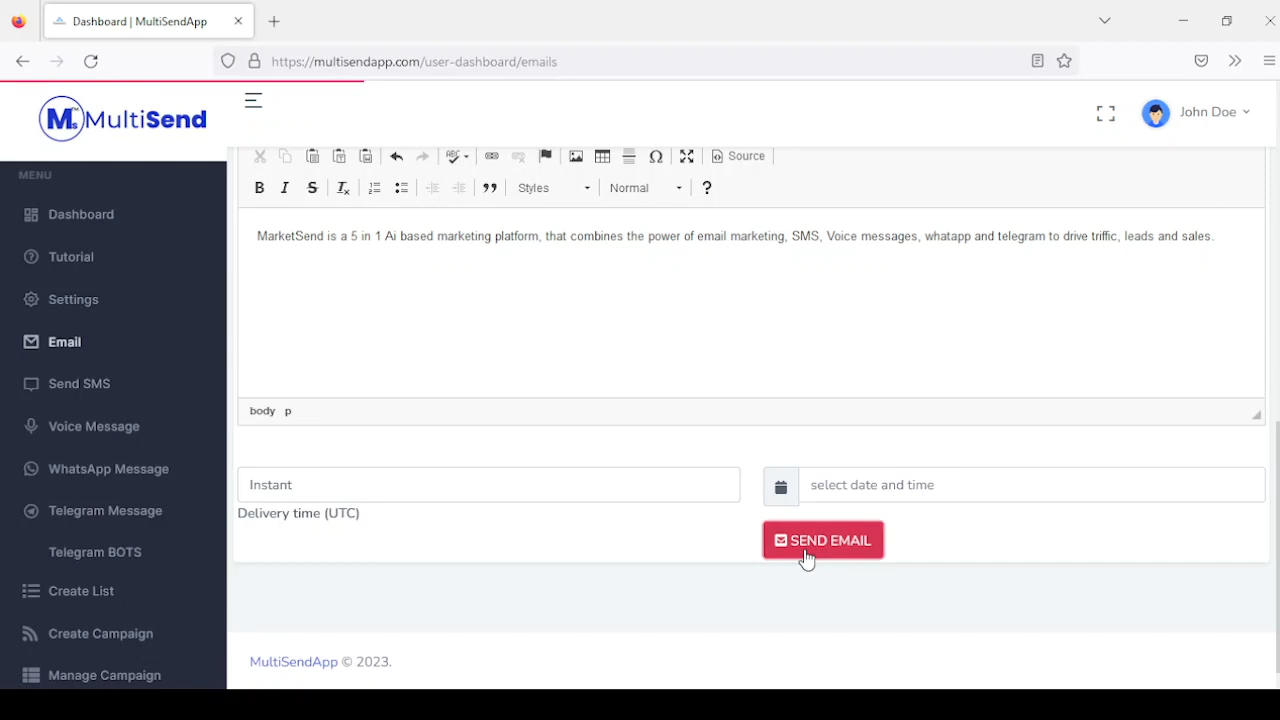 Dashboard | MultiSendApp
https://multisendapp.com/user-dashboard/emails
Ms MultiSend
John Doe
MENU
Dashboard
Tutorial
Settings
Email
Send SMS
Voice Message
WhatsApp Message
Telegram Message
Telegram BOTS
Create List
Create Campaign
Manage Campaign
ABC
Ω
Source
B I S Tx
Styles
Normal
?
MarketSend is a 5 in 1 Ai based marketing platform, that combines the power of email marketing, SMS, Voice messages, whatapp and telegram to drive triffic, leads and sales.
body p
Instant
select date and time
Delivery time (UTC)
SEND EMAIL
MultiSendApp © 2023.